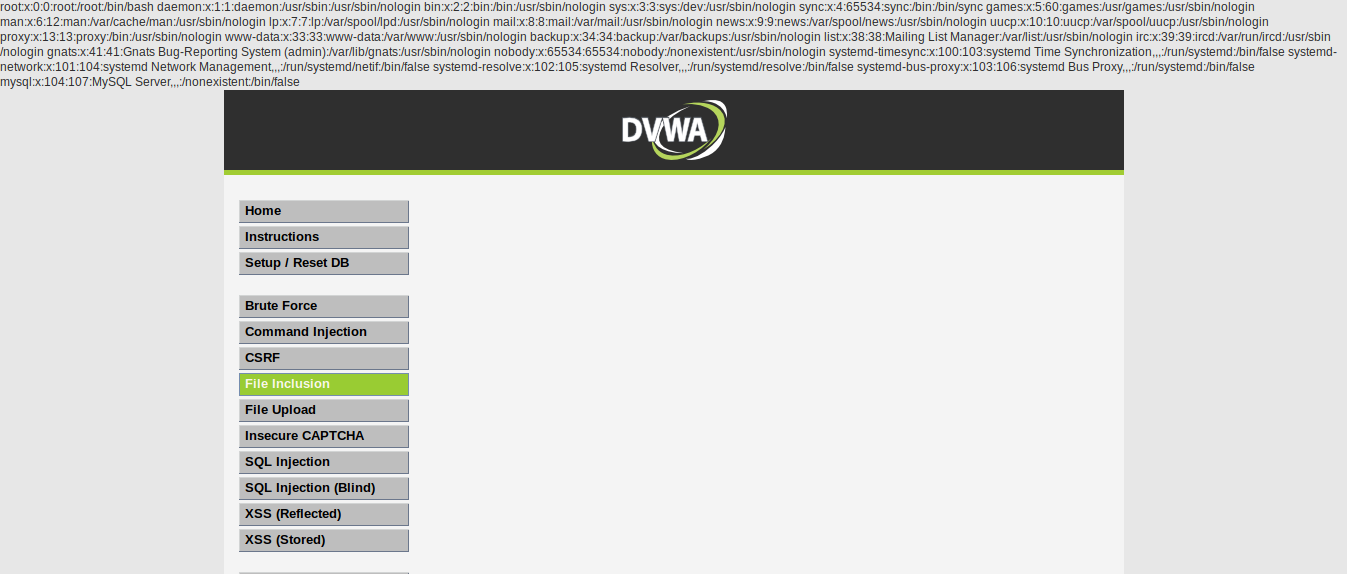 root:x:0:0:root:/root:/bin/bash daemon:x:1:1:daemon:/usr/sbin:/usr/sbin/nologin bin:x:2:2:bin:/bin:/usr/sbin/nologin sys:x:3:3:sys:/dev:/usr/sbin/nologin sync:x:4:65534:sync:/bin:/bin/sync games:x:5:60:games:/usr/games:/usr/sbin/nologin
man:x:6:12:man:/var/cache/man:/usr/sbin/nologin lp:x:7:7:lp:/var/spool/lpd:/usr/sbin/nologin mail:x:8:8:mail:/var/mail:/usr/sbin/nologin news:x:9:9:news:/var/spool/news:/usr/sbin/nologin uucp:x:10:10:uucp:/var/spool/uucp:/usr/sbin/nologin
proxy:x:13:13:proxy:/bin:/usr/sbin/nologin www-data:x:33:33:www-data:/var/www:/usr/sbin/nologin backup:x:34:34:backup:/var/backups:/usr/sbin/nologin list:x:38:38:Mailing List Manager:/var/list:/usr/sbin/nologin irc:x:39:39:ircd:/var/run/ircd:/usr/sbin
/nologin gnats:x:41:41:Gnats Bug-Reporting System (admin):/var/lib/gnats:/usr/sbin/nologin nobody:x:65534:65534:nobody:/nonexistent:/usr/sbin/nologin systemd-timesync:x:100:103:systemd Time Synchronization,,,:/run/systemd:/bin/false systemd-
network:x:101:104:systemd Network Management,,,:/run/systemd/netif:/bin/false systemd-resolve:x:102:105:systemd Resolver,,,:/run/systemd/resolve:/bin/false systemd-bus-proxy:x:103:106:systemd Bus Proxy,,,:/run/systemd:/bin/false
mysql:x:104:107:MySQL Server,,,:/nonexistent:/bin/false
DVWA
Home
Instructions
Setup / Reset DB
Brute Force
Command Injection
CSRF
File Inclusion
File Upload
Insecure CAPTCHA
SQL Injection
SQL Injection (Blind)
XSS (Reflected)
XSS (Stored)